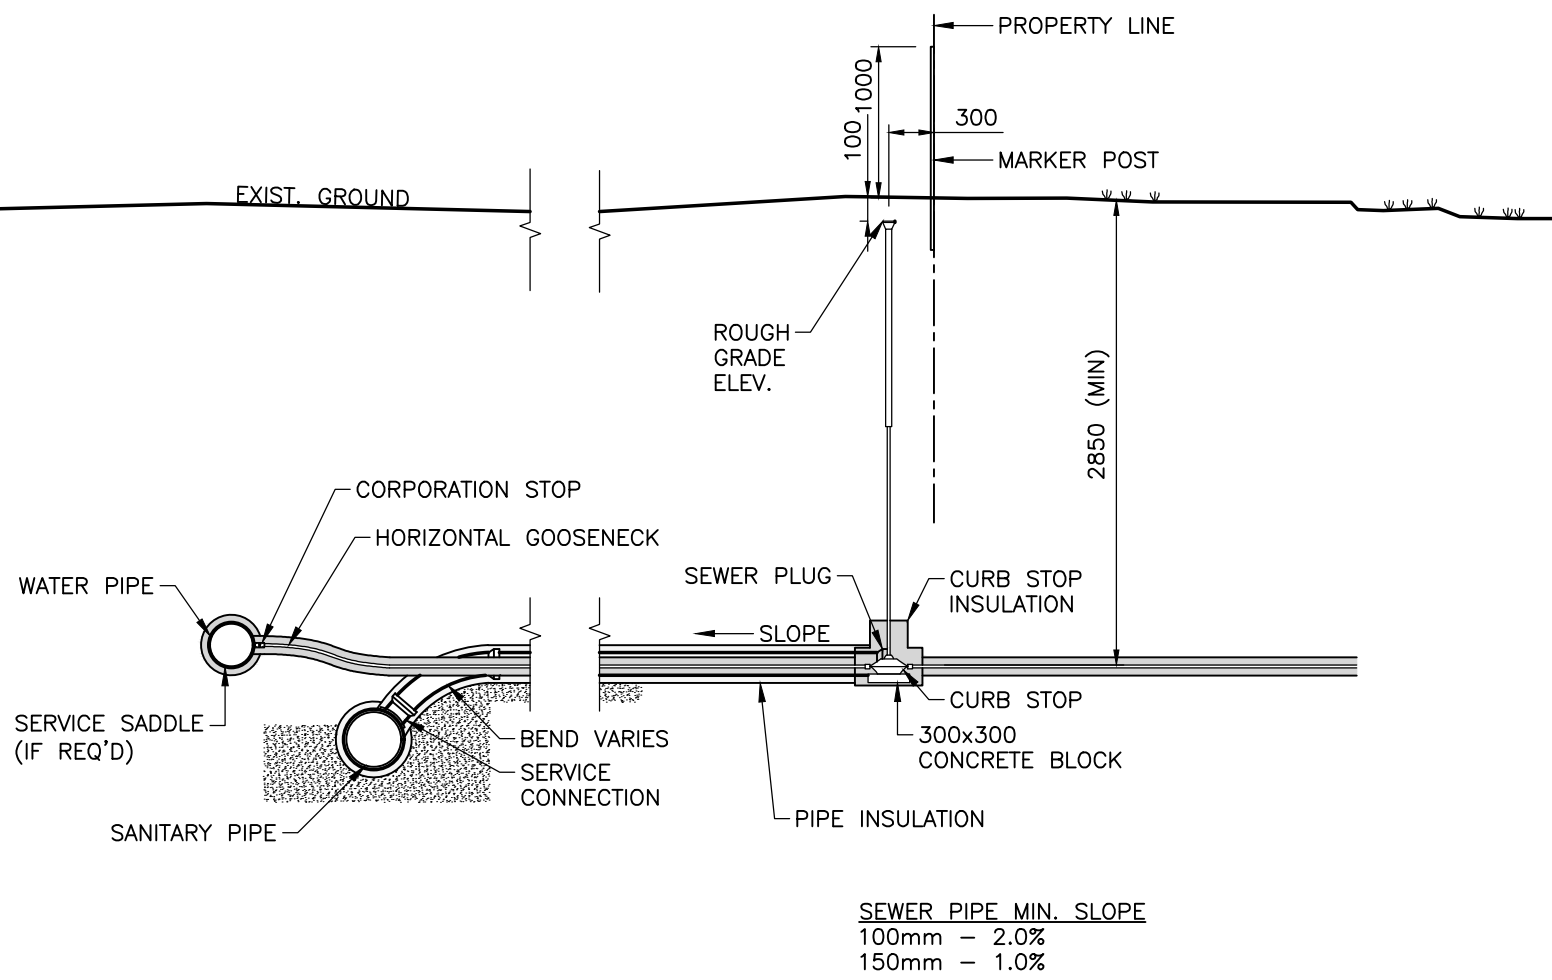 PROPERTY LINE
1000
100
300
MARKER POST
EXIST. GROUND
ROUGH
GRADE
ELEV.
2850 (MIN)
CORPORATION STOP
HORIZONTAL GOOSENECK
WATER PIPE
SEWER PLUG
CURB STOP
INSULATION
SLOPE
CURB STOP
SERVICE SADDLE
(IF REQ'D)
BEND VARIES
300x300
CONCRETE BLOCK
SERVICE
CONNECTION
PIPE INSULATION
SANITARY PIPE
SEWER PIPE MIN. SLOPE
100mm - 2.0%
150mm - 1.0%